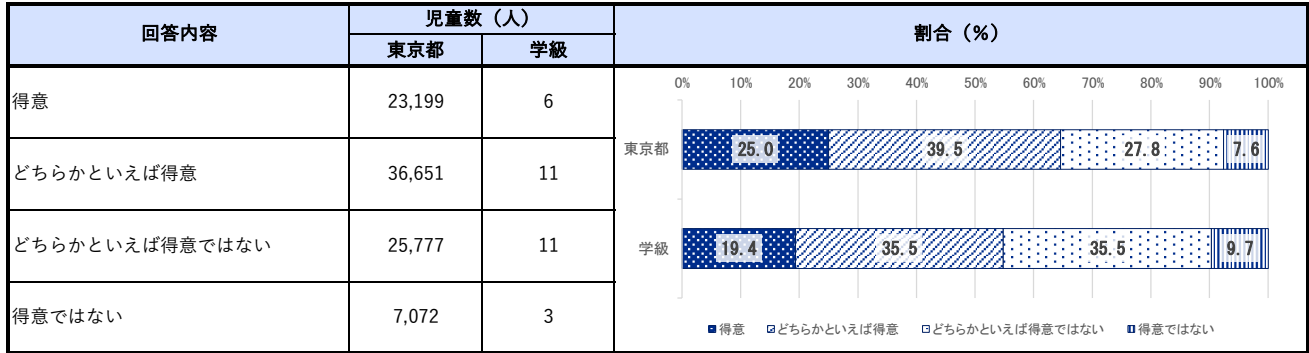 回答内容 児童数（人） 割合（%）
東京都 学級
得意 23,199 6
どちらかといえば得意 36,651 11
どちらかといえば得意ではない 25,777 11
得意ではない 7,072 3
0% 10% 20% 30% 40% 50% 60% 70% 80% 90% 100%
東京都 25.0 39.5 27.8 7.6
学級 19.4 35.5 35.5 9.7
得意 どちらかといえば得意 どちらかといえば得意ではない 得意ではない